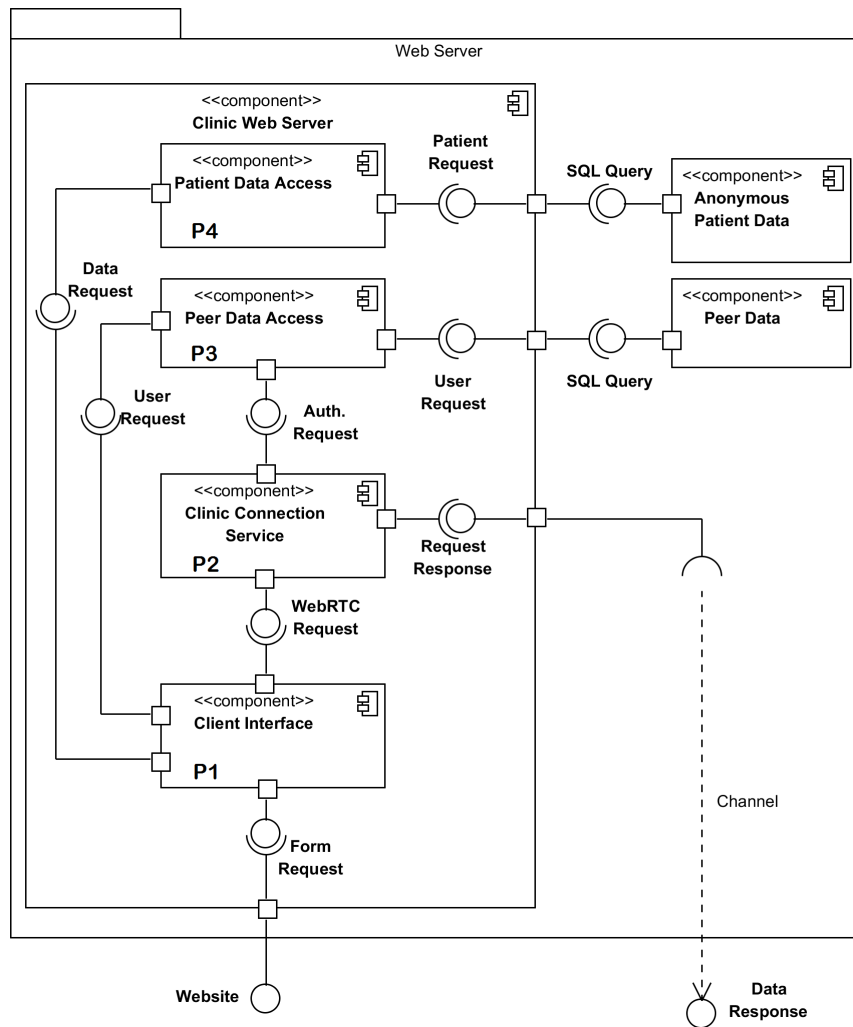 Web Server
<<component>>
Clinic Web Server
<<component>>
Patient Data Access
P4
Patient
Request
SQL Query
<<component>>
Anonymous
Patient Data
Data
Request
<<component>>
Peer Data Access
P3
User
Request
SQL Query
<<component>>
Peer Data
User
Request
Auth.
Request
<<component>>
Clinic Connection
Service
P2
Request
Response
WebRTC
Request
<<component>>
Client Interface
P1
Channel
Form
Request
Website
Data
Response